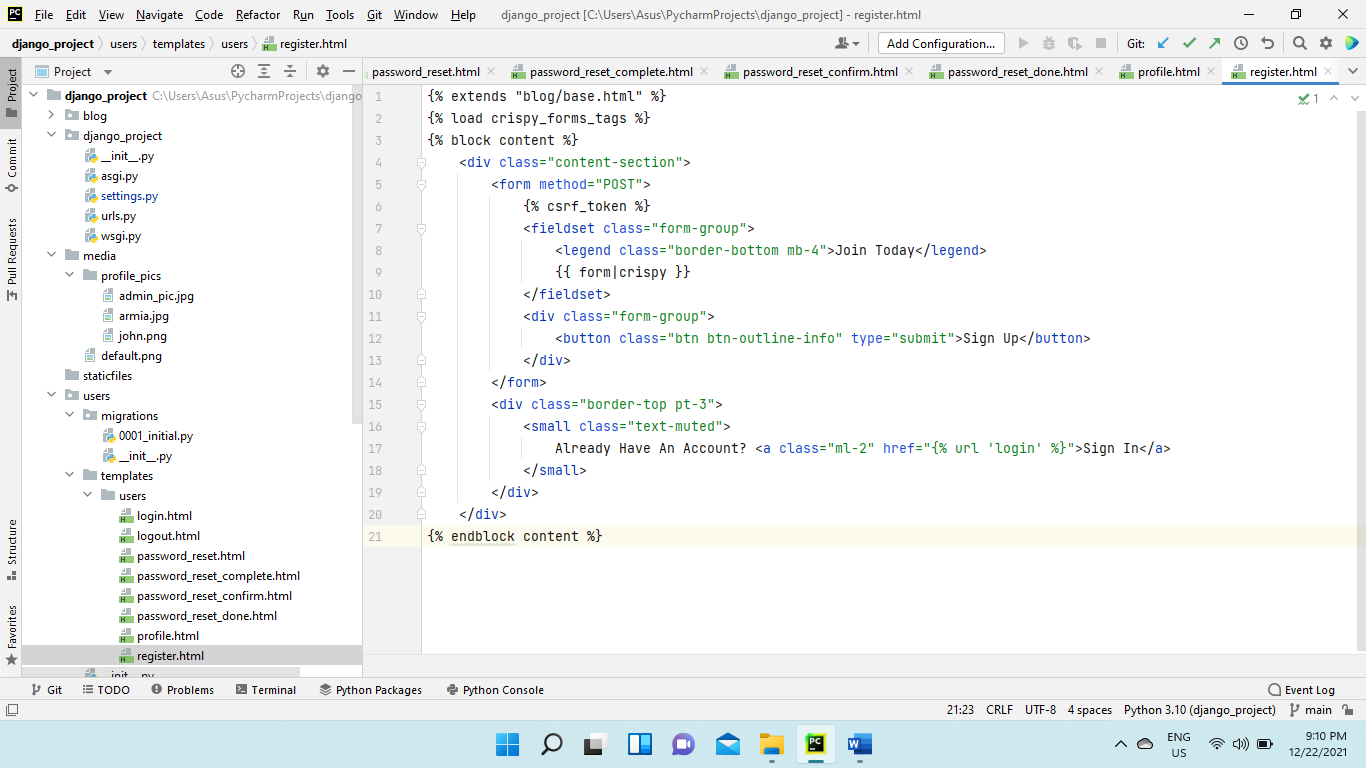 PC File Edit View Navigate Code Refactor Run Tools Git Window Help django_project [C:\Users\Asus\PycharmProjects\django_project] - register.html
django_project users templates users register.html Add Configuration... Git:
Project password_reset.html password_reset_complete.html password_reset_confirm.html password_reset_done.html profile.html register.html
Project
Commit
Pull Requests
Structure
Favorites
django_project C:\Users\Asus\PycharmProjects\django
blog
django_project
__init__.py
asgi.py
settings.py
urls.py
wsgi.py
media
profile_pics
admin_pic.jpg
armia.jpg
john.png
default.png
staticfiles
users
migrations
0001_initial.py
__init__.py
templates
users
login.html
logout.html
password_reset.html
password_reset_complete.html
password_reset_confirm.html
password_reset_done.html
profile.html
register.html
__init__.py
1 {% extends "blog/base.html" %}
2 {% load crispy_forms_tags %}
3 {% block content %}
4 <div class="content-section">
5 <form method="POST">
6 {% csrf_token %}
7 <fieldset class="form-group">
8 <legend class="border-bottom mb-4">Join Today</legend>
9 {{ form|crispy }}
10 </fieldset>
11 <div class="form-group">
12 <button class="btn btn-outline-info" type="submit">Sign Up</button>
13 </div>
14 </form>
15 <div class="border-top pt-3">
16 <small class="text-muted">
17 Already Have An Account? <a class="ml-2" href="{% url 'login' %}">Sign In</a>
18 </small>
19 </div>
20 </div>
21 {% endblock content %}
1
Git TODO Problems Terminal Python Packages Python Console Event Log
21:23 CRLF UTF-8 4 spaces Python 3.10 (django_project) main
PC W
ENG
US
9:10 PM
12/22/2021